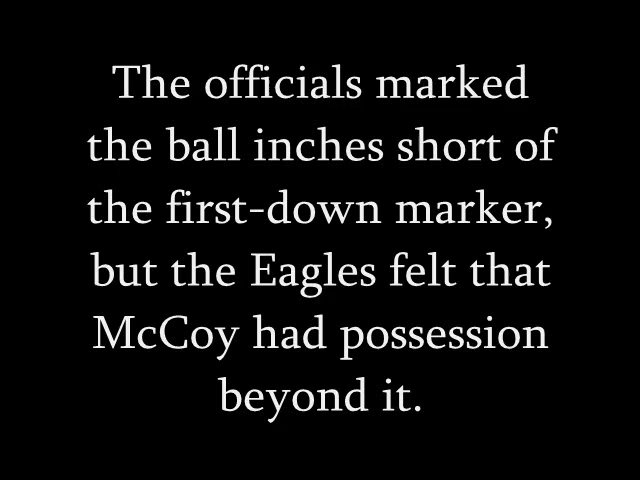 The officials marked
the ball inches short of
the first-down marker,
but the Eagles felt that
McCoy had possession
beyond it.